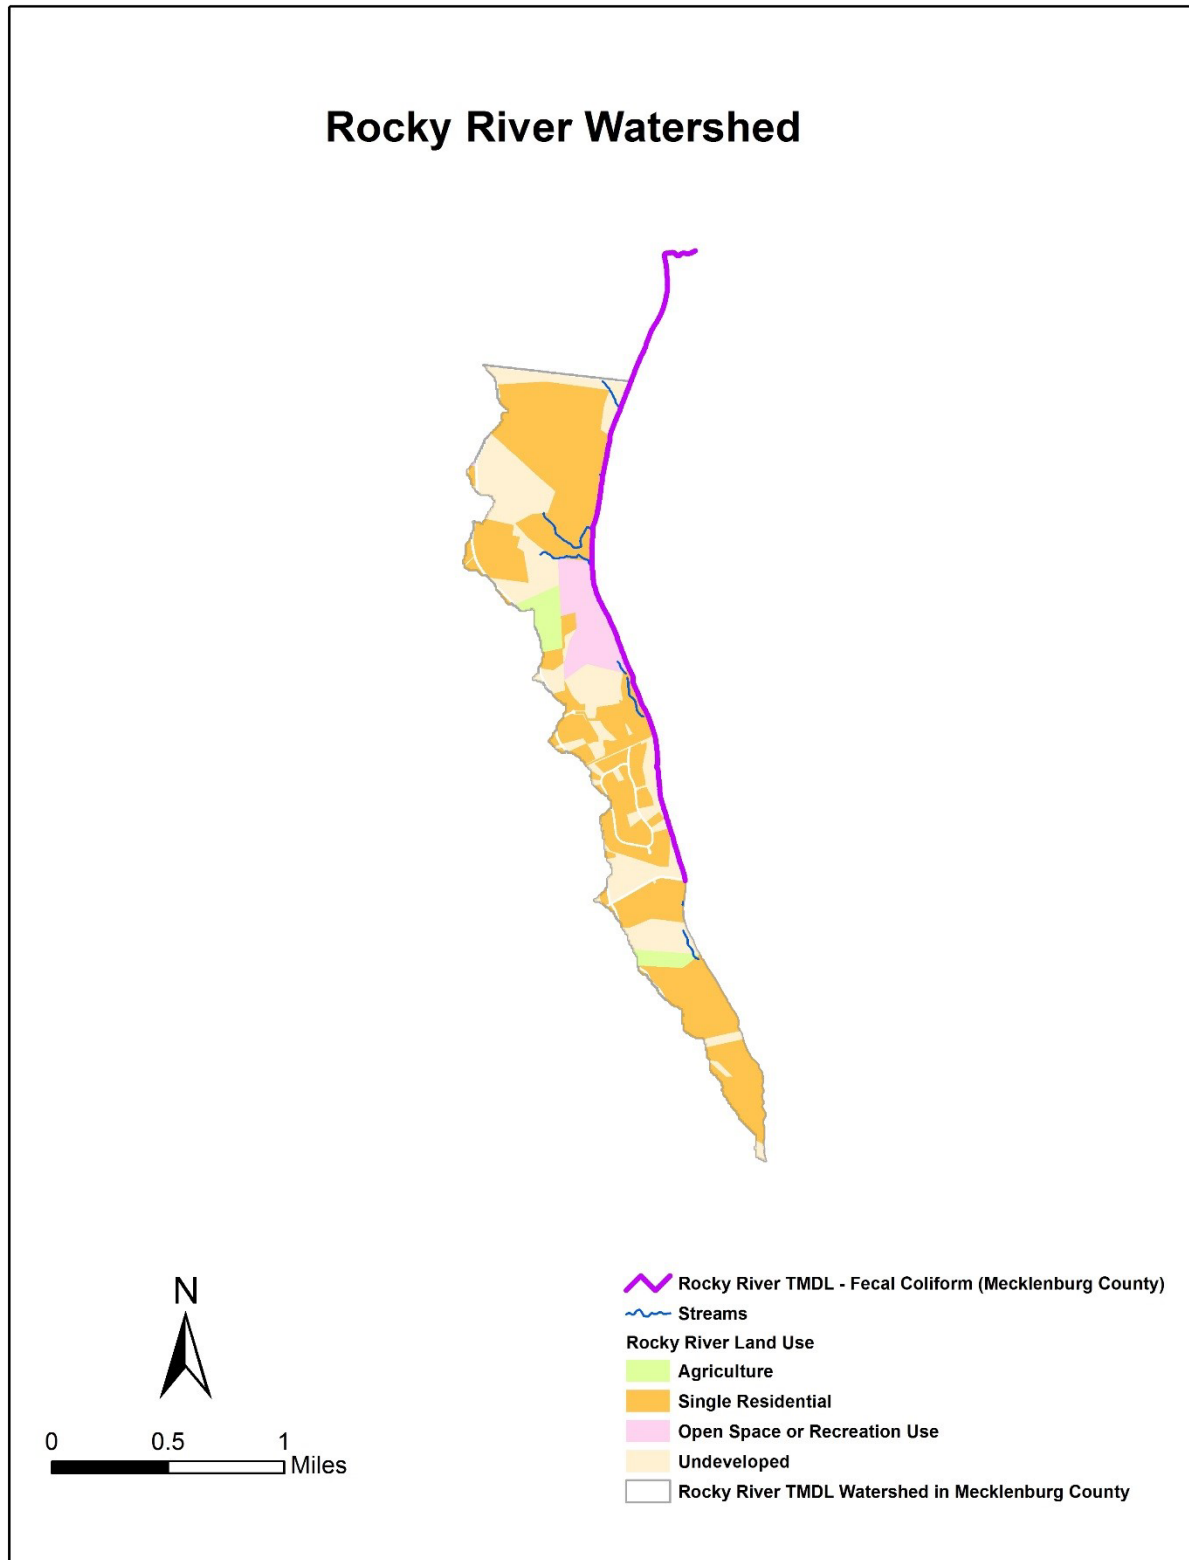 Rocky River Watershed
N
0 0.5 1
Miles
Rocky River TMDL - Fecal Coliform (Mecklenburg County)
Streams
Rocky River Land Use
Agriculture
Single Residential
Open Space or Recreation Use
Undeveloped
Rocky River TMDL Watershed in Mecklenburg County